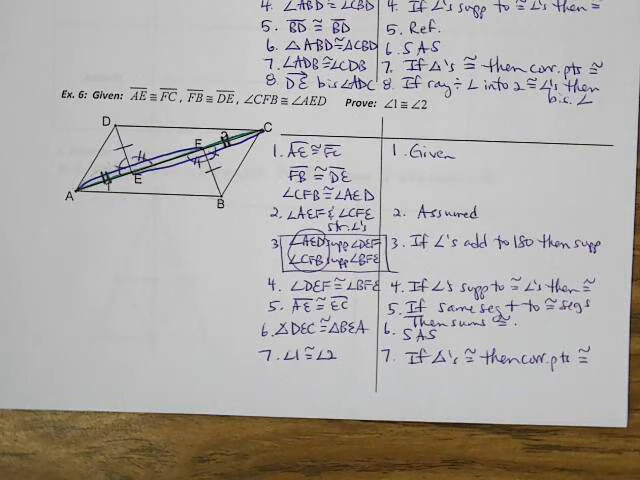 4. ∠ABD ≅ ∠CBD 4. If ∠'s supp to ≅ ∠'s then ≅
5. BD ≅ BD 5. Ref.
6. △ABD ≅ △CBD 6. SAS
7. ∠ADB ≅ ∠CDB 7. If △'s ≅ then corr. pts ≅
8. DE bis ∠ADC 8. If ray ÷ ∠ into 2 ≅ ∠'s then
bis. ∠
Ex. 6: Given: AE ≅ FC, FB ≅ DE, ∠CFB ≅ ∠AED Prove: ∠1 ≅ ∠2
D
C
F
2
E
1
A
B
1. AE ≅ FC 1. Given
FB ≅ DE
∠CFB ≅ ∠AED
2. ∠AEF & ∠CFE 2. Assumed
str. ∠'s
3 ∠AED supp ∠DEF 3. If ∠'s add to 180 then supp
∠CFB supp ∠BFE
4. ∠DEF ≅ ∠BFE 4. If ∠'s supp to ≅ ∠'s then ≅
5. AE ≅ EC 5. If same seg + to ≅ segs
Then sums ≅.
6. △DEC ≅ △BEA 6. SAS
7. ∠1 ≅ ∠2 7. If △'s ≅ then corr. pts ≅